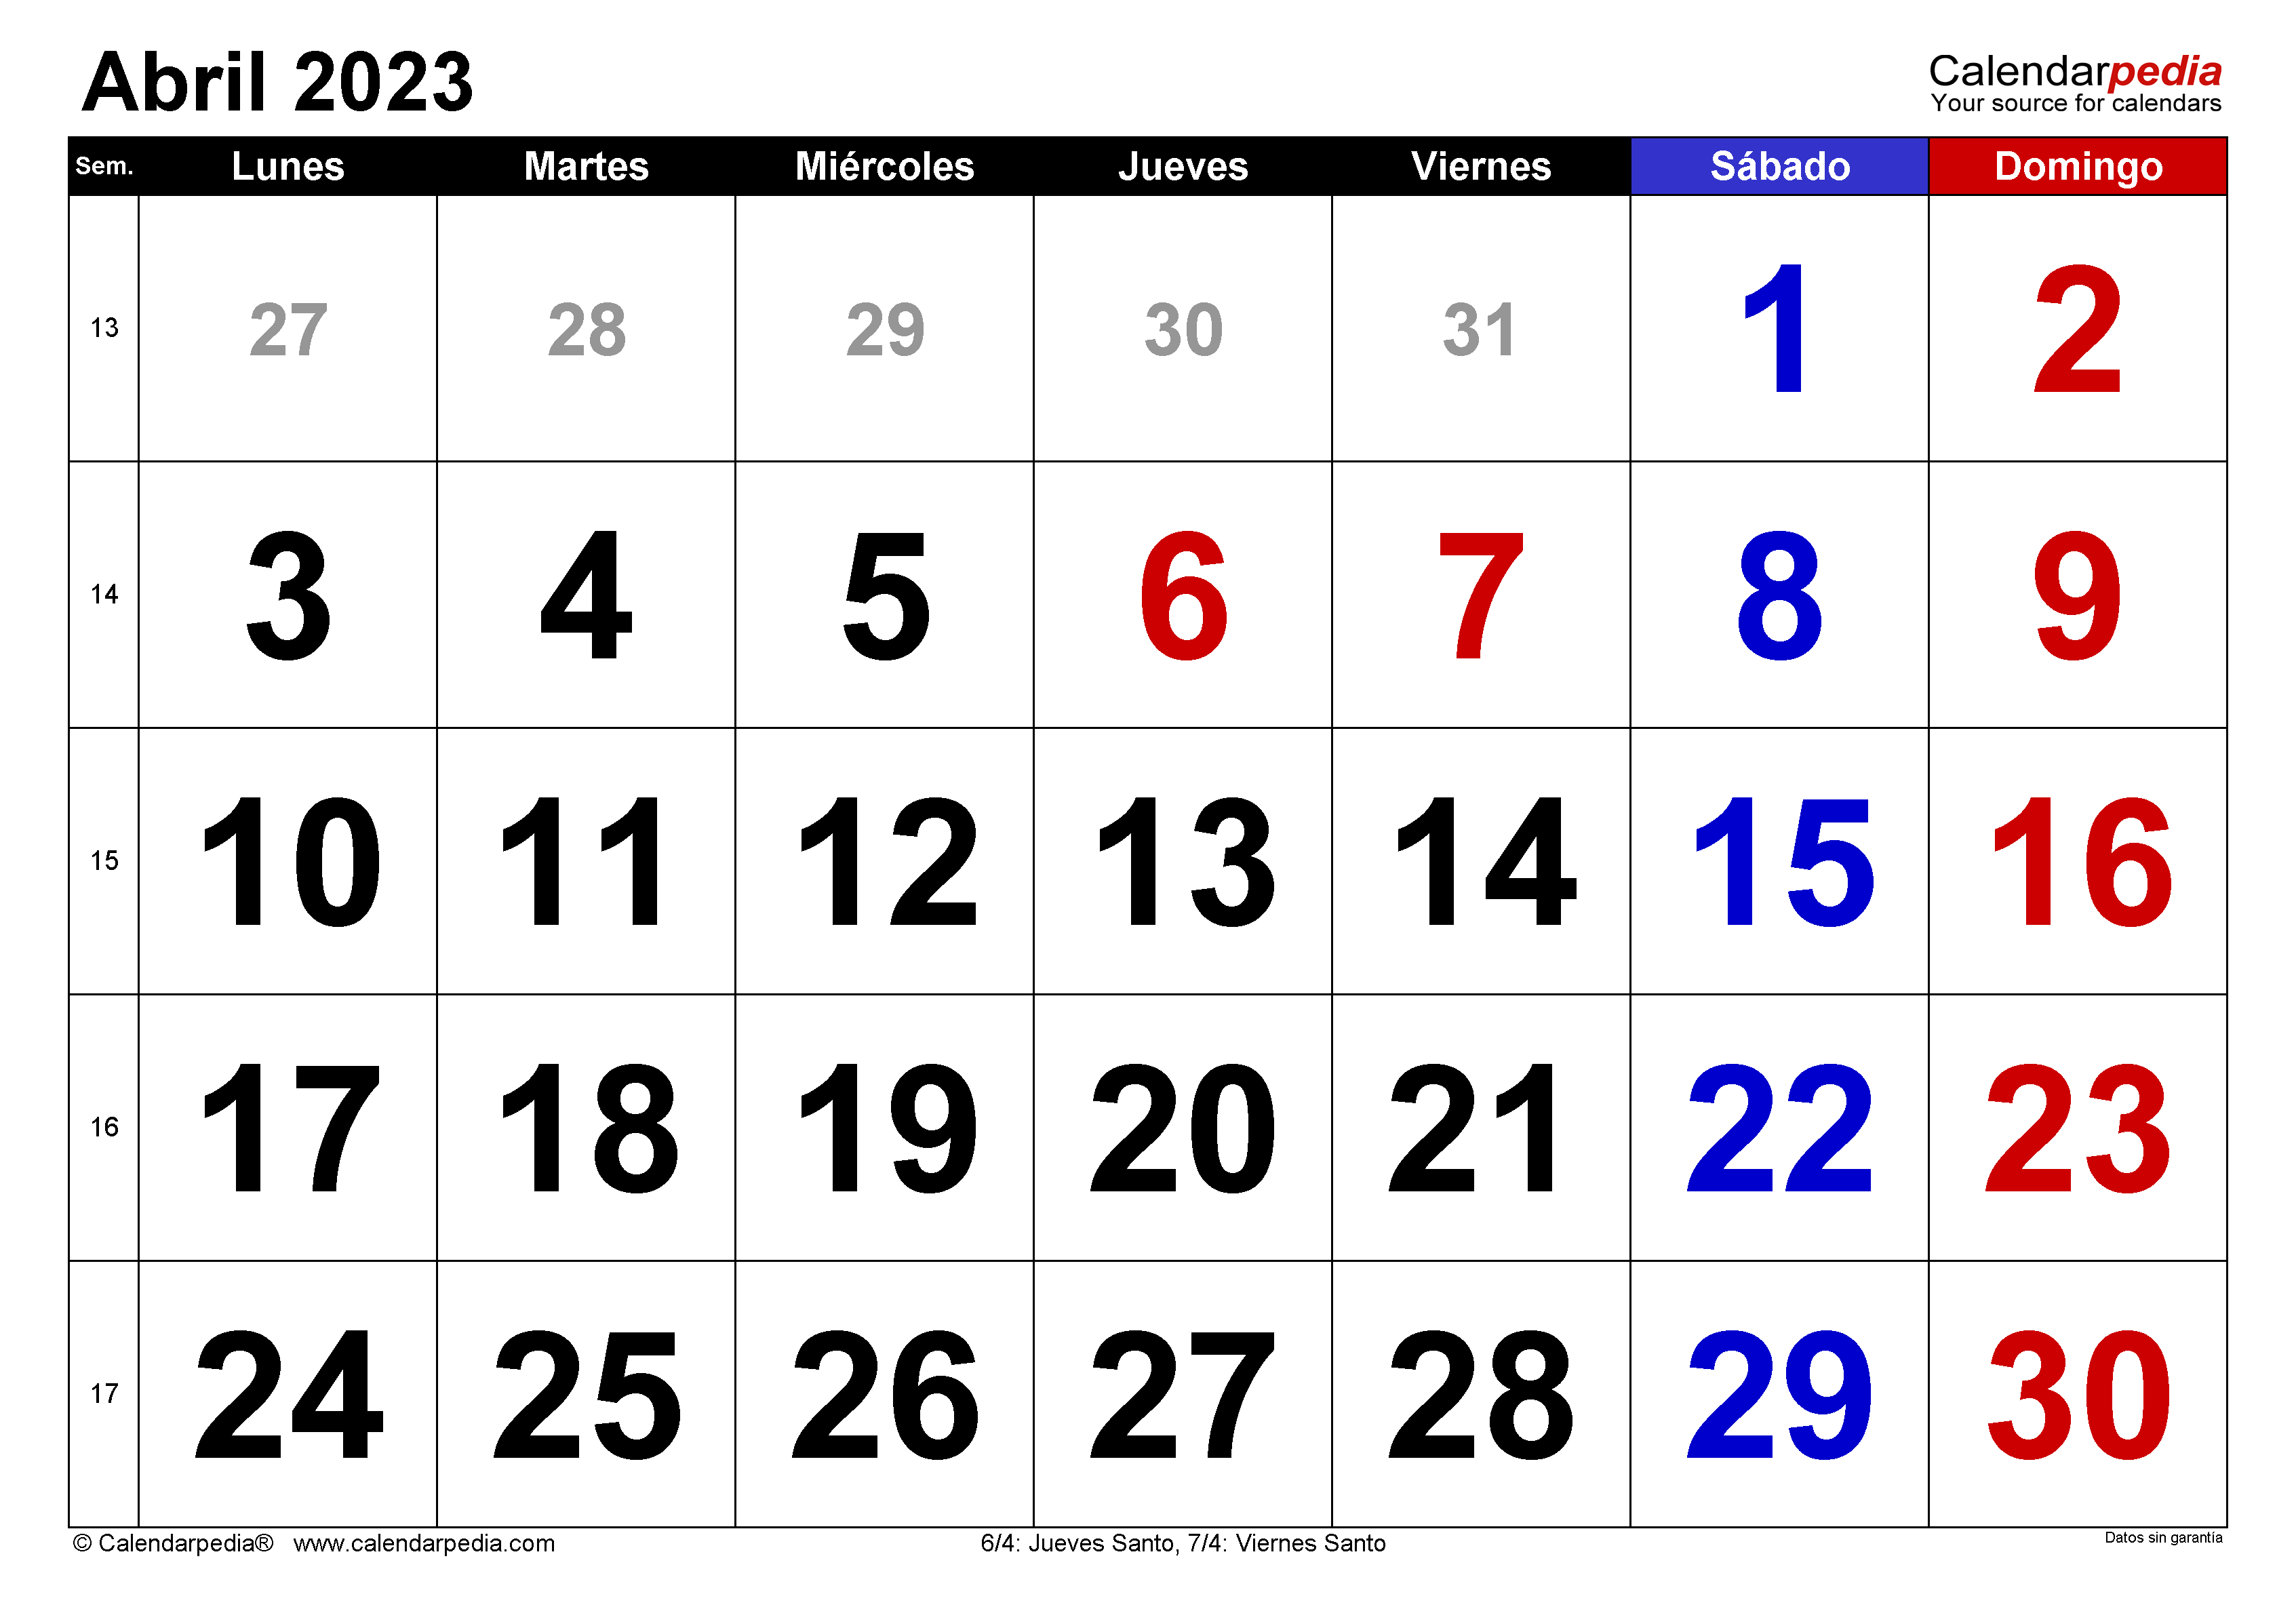 Abril 2023
Calendarpedia
Your source for calendars
Sem. Lunes Martes Miércoles Jueves Viernes Sábado Domingo
13 27 28 29 30 31 1 2
14 3 4 5 6 7 8 9
15 10 11 12 13 14 15 16
16 17 18 19 20 21 22 23
17 24 25 26 27 28 29 30
© Calendarpedia® www.calendarpedia.com 6/4: Jueves Santo, 7/4: Viernes Santo Datos sin garantía